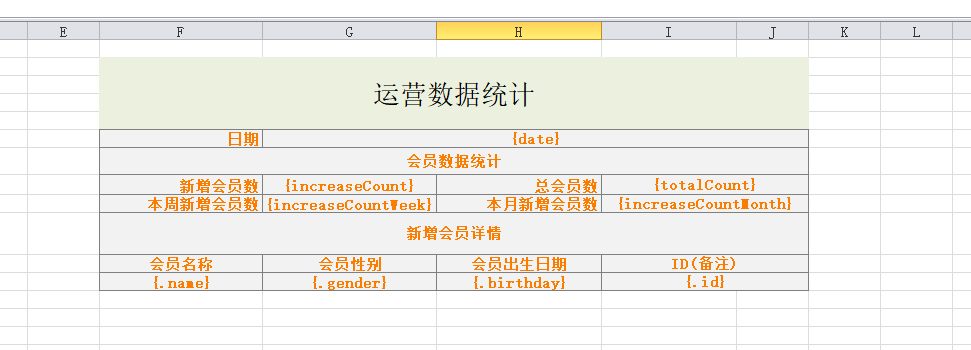 E F G H I J K L
运营数据统计
日期 {date}
会员数据统计
新增会员数 {increaseCount} 总会员数 {totalCount}
本周新增会员数 {increaseCountWeek} 本月新增会员数 {increaseCountMonth}
新增会员详情
会员名称 会员性别 会员出生日期 ID(备注)
{.name} {.gender} {.birthday} {.id}